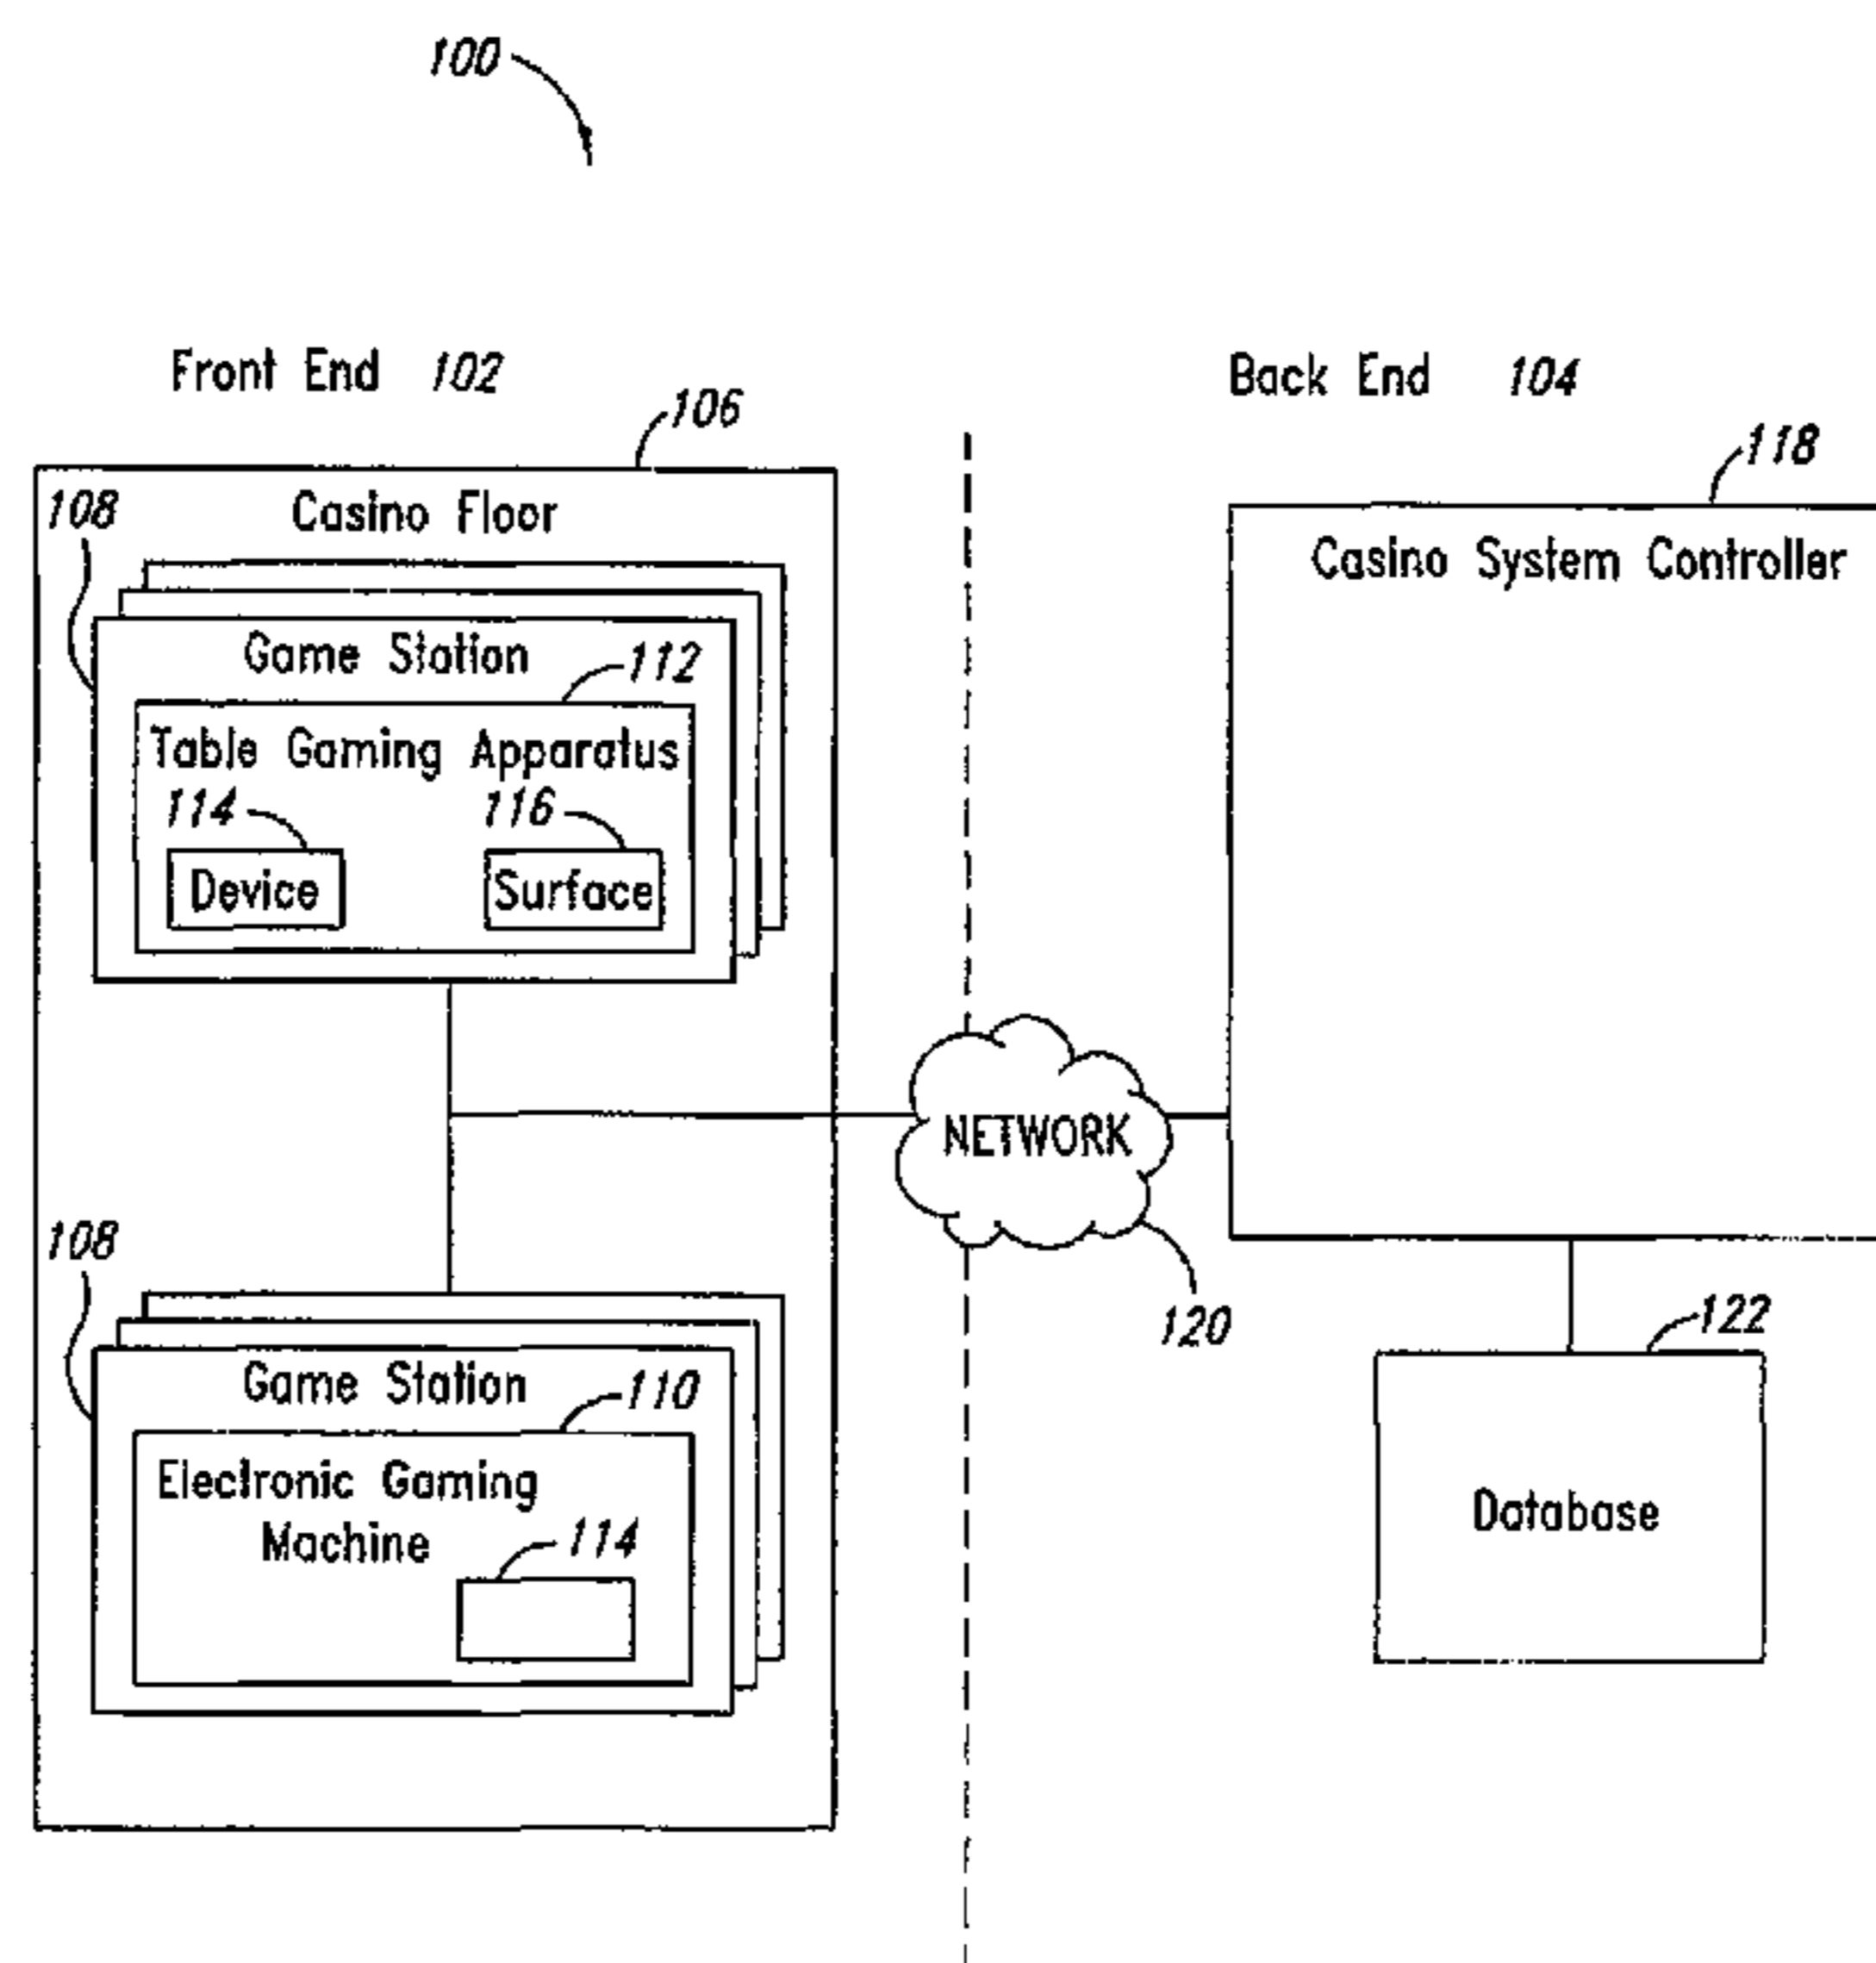 100
Front End 102
Back End 104
106
118
108
Casino Floor
Casino System Controller
Game Station
112
Table Gaming Apparatus
114
116
Device
Surface
NETWORK
120
108
122
Game Station
110
Electronic Gaming
Machine
114
Database